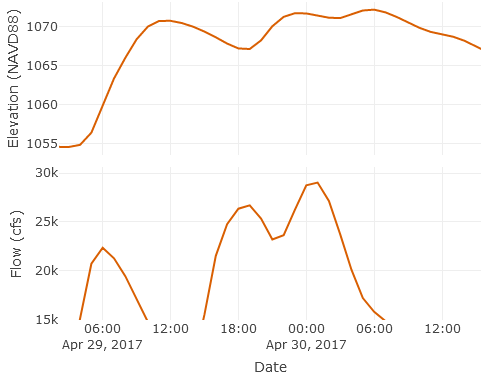 Elevation (NAVD88)
1070
1065
1060
1055
Flow (cfs)
30k
25k
20k
15k
06:00 12:00 18:00 00:00 06:00 12:00
Apr 29, 2017 Apr 30, 2017
Date